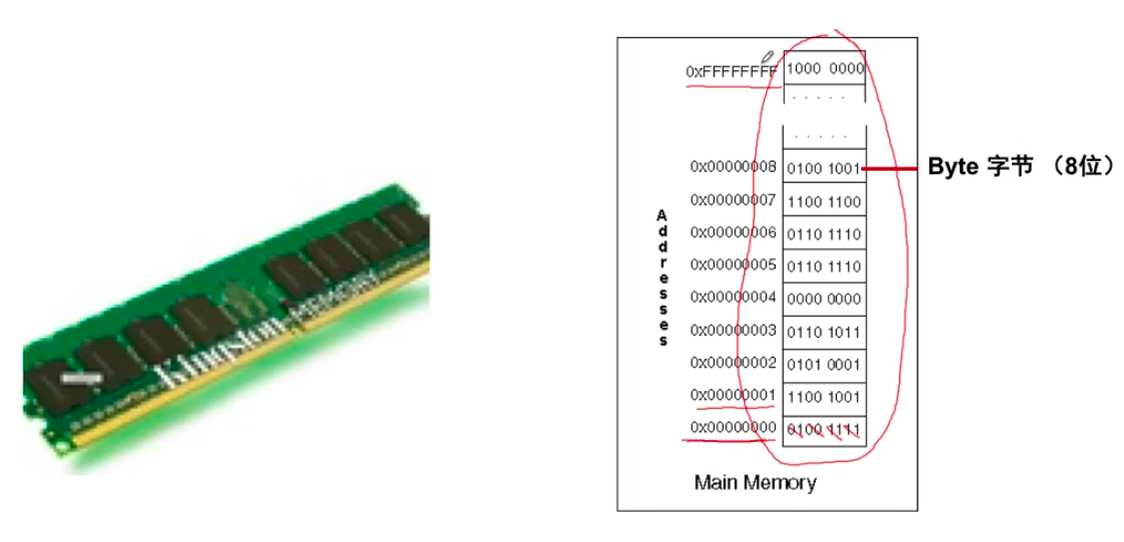 Kingston MEMORY
0xFFFFFFFF 1000 0000
. . . . .
. . . . .
0x00000008 0100 1001 Byte 字节 （8位）
0x00000007 1100 1100
0x00000006 0110 1110
0x00000005 0110 1110
0x00000004 0000 0000
0x00000003 0110 1011
0x00000002 0101 0001
0x00000001 1100 1001
0x00000000 0100 1111
Addresses
Main Memory